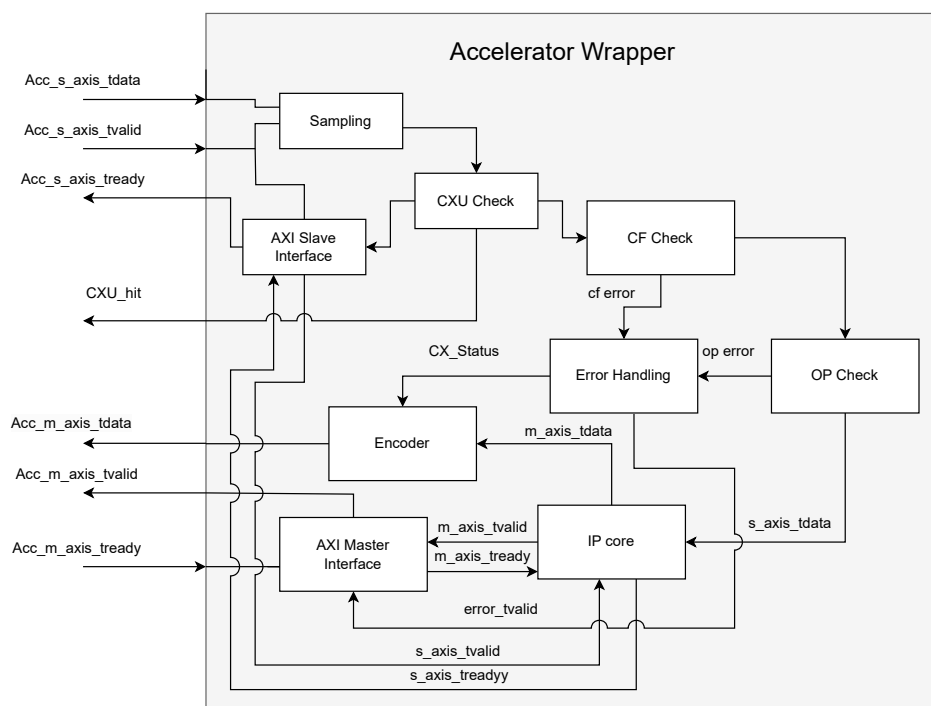 Accelerator Wrapper
Acc_s_axis_tdata
Sampling
Acc_s_axis_tvalid
Acc_s_axis_tready
CXU Check
AXI Slave
Interface
CF Check
CXU_hit
cf error
CX_Status
op error
Error Handling
OP Check
Acc_m_axis_tdata
Encoder
m_axis_tdata
Acc_m_axis_tvalid
s_axis_tdata
m_axis_tvalid
IP core
Acc_m_axis_tready
AXI Master
Interface
m_axis_tready
error_tvalid
s_axis_tvalid
s_axis_treadyy